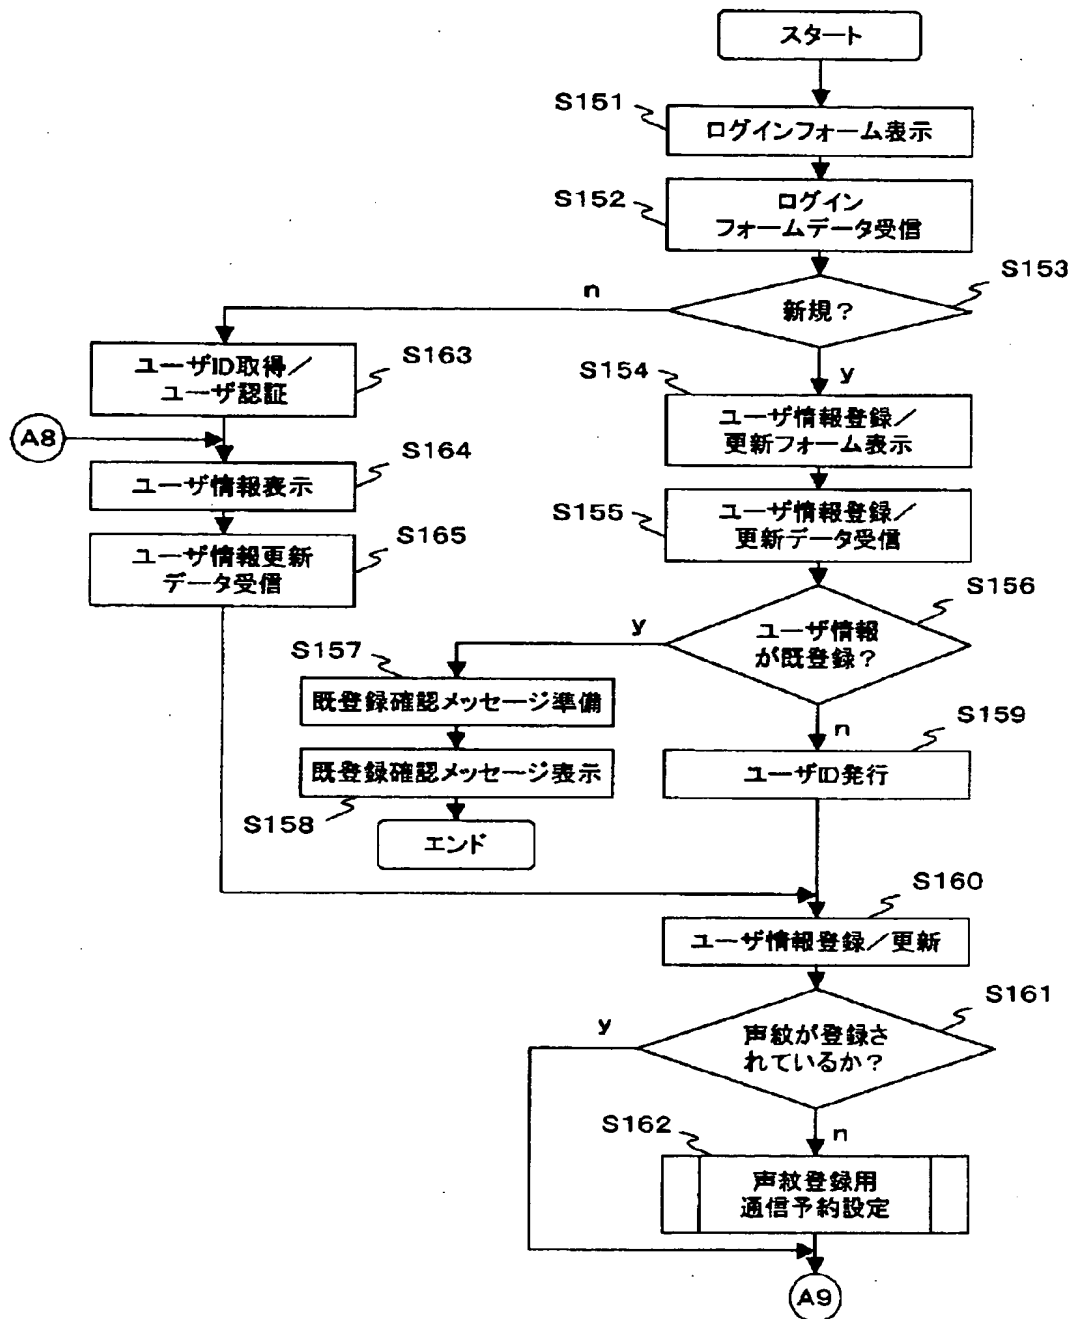 スタート
S151
ログインフォーム表示
S152
ログイン
フォームデータ受信
S153
新規？
n
y
S163
ユーザID取得／
ユーザ認証
A8
S164
ユーザ情報表示
S165
ユーザ情報更新
データ受信
S154
ユーザ情報登録／
更新フォーム表示
S155
ユーザ情報登録／
更新データ受信
S156
ユーザ情報
が既登録？
y
n
S157
既登録確認メッセージ準備
既登録確認メッセージ表示
S158
エンド
S159
ユーザID発行
S160
ユーザ情報登録／更新
S161
声紋が登録さ
れているか？
y
n
S162
声紋登録用
通信予約設定
A9